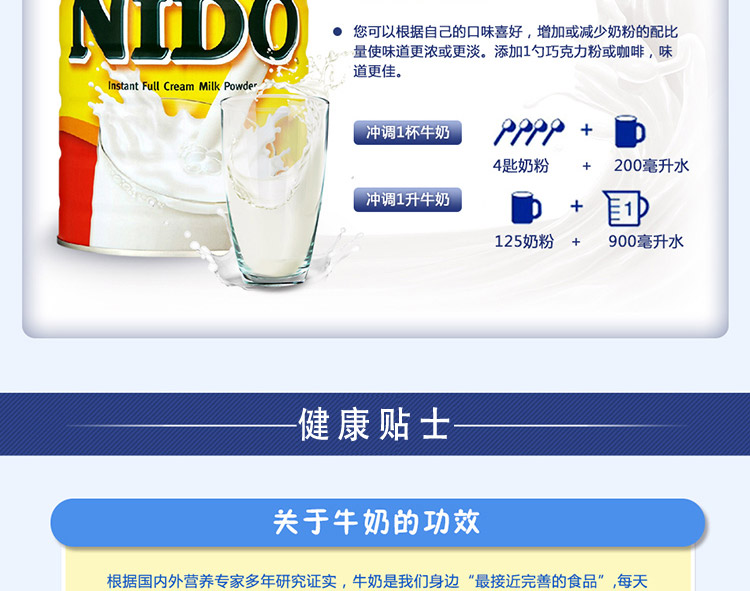 NIDO
Instant Full Cream Milk Powder
您可以根据自己的口味喜好，增加或减少奶粉的配比
量使味道更浓或更淡。添加1勺巧克力粉或咖啡，味
道更佳。
冲调1杯牛奶
+
4匙奶粉 + 200毫升水
冲调1升牛奶
+ 1
125奶粉 + 900毫升水
健康贴士
关于牛奶的功效
根据国内外营养专家多年研究证实，牛奶是我们身边“最接近完善的食品”,每天